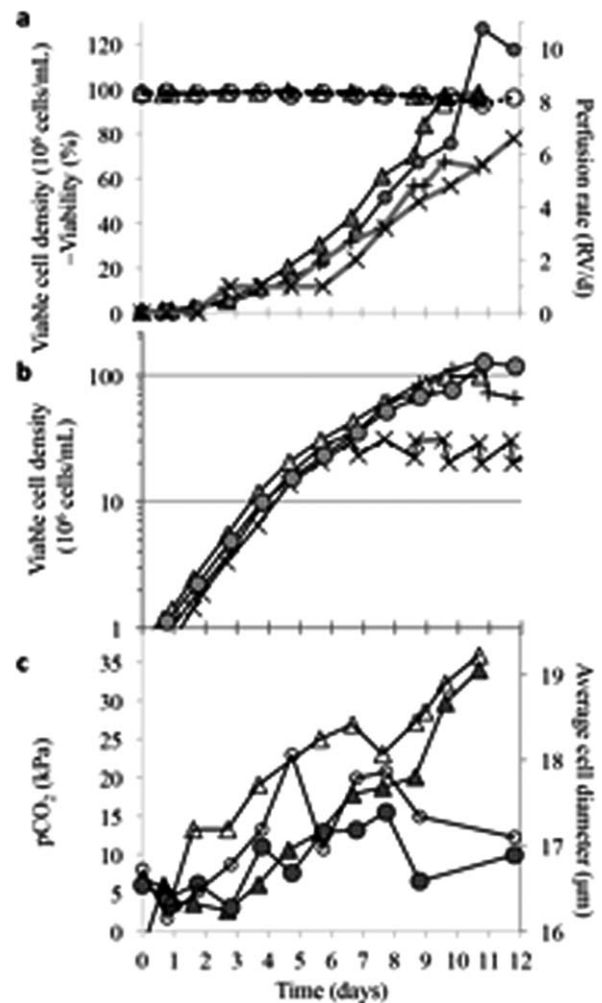 a
120
100
80
60
40
20
0
Viable cell density (10⁶ cells/mL)
–Viability (%)
10
8
6
4
2
0
Perfusion rate (RV/d)
b
100
10
1
Viable cell density
(10⁶ cells/mL)
c
35
30
25
20
15
10
5
0
pCO₂ (kPa)
19
18
17
16
Average cell diameter (µm)
0 1 2 3 4 5 6 7 8 9 10 11 12
Time (days)